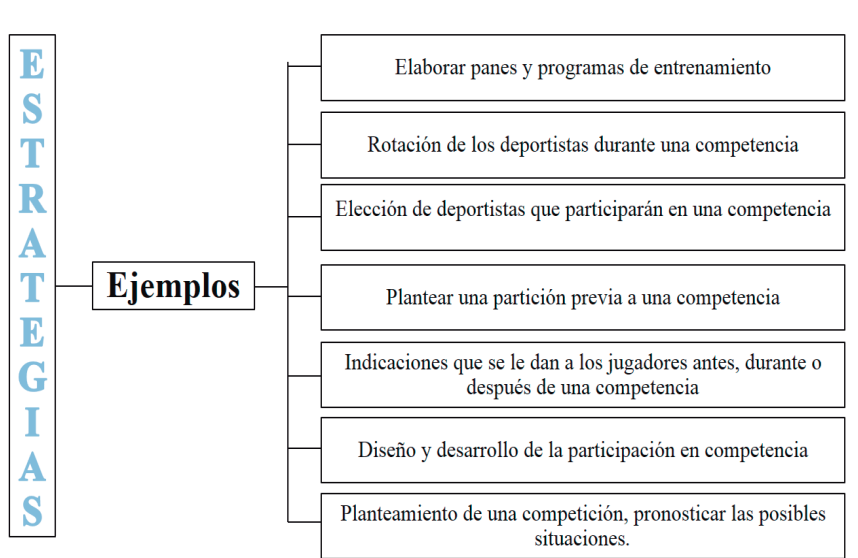 ESTRATEGIAS
Ejemplos
Elaborar panes y programas de entrenamiento
Rotación de los deportistas durante una competencia
Elección de deportistas que participarán en una competencia
Plantear una partición previa a una competencia
Indicaciones que se le dan a los jugadores antes, durante o
después de una competencia
Diseño y desarrollo de la participación en competencia
Planteamiento de una competición, pronosticar las posibles
situaciones.